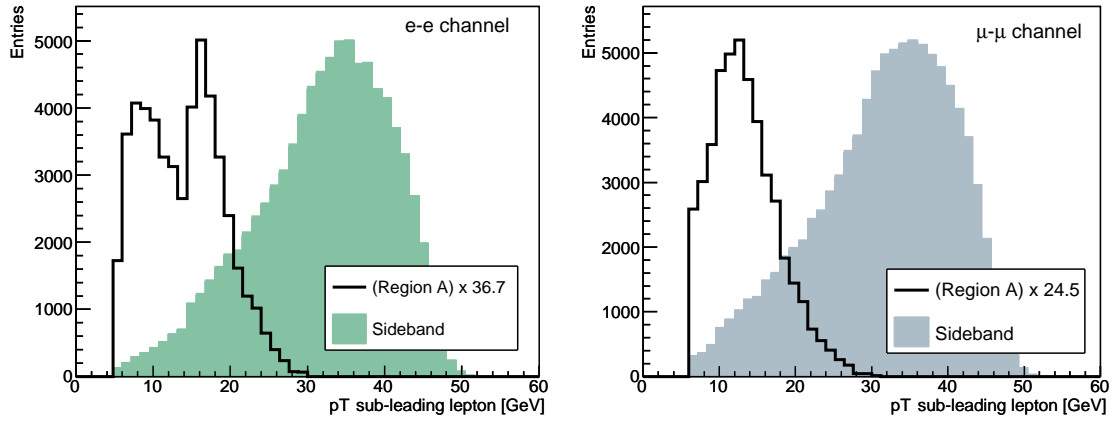 Entries
e-e channel
5000
4000
3000
2000
1000
0
(Region A) x 36.7
Sideband
0 10 20 30 40 50 60
pT sub-leading lepton [GeV]
Entries
μ-μ channel
5000
4000
3000
2000
1000
0
(Region A) x 24.5
Sideband
0 10 20 30 40 50 60
pT sub-leading lepton [GeV]